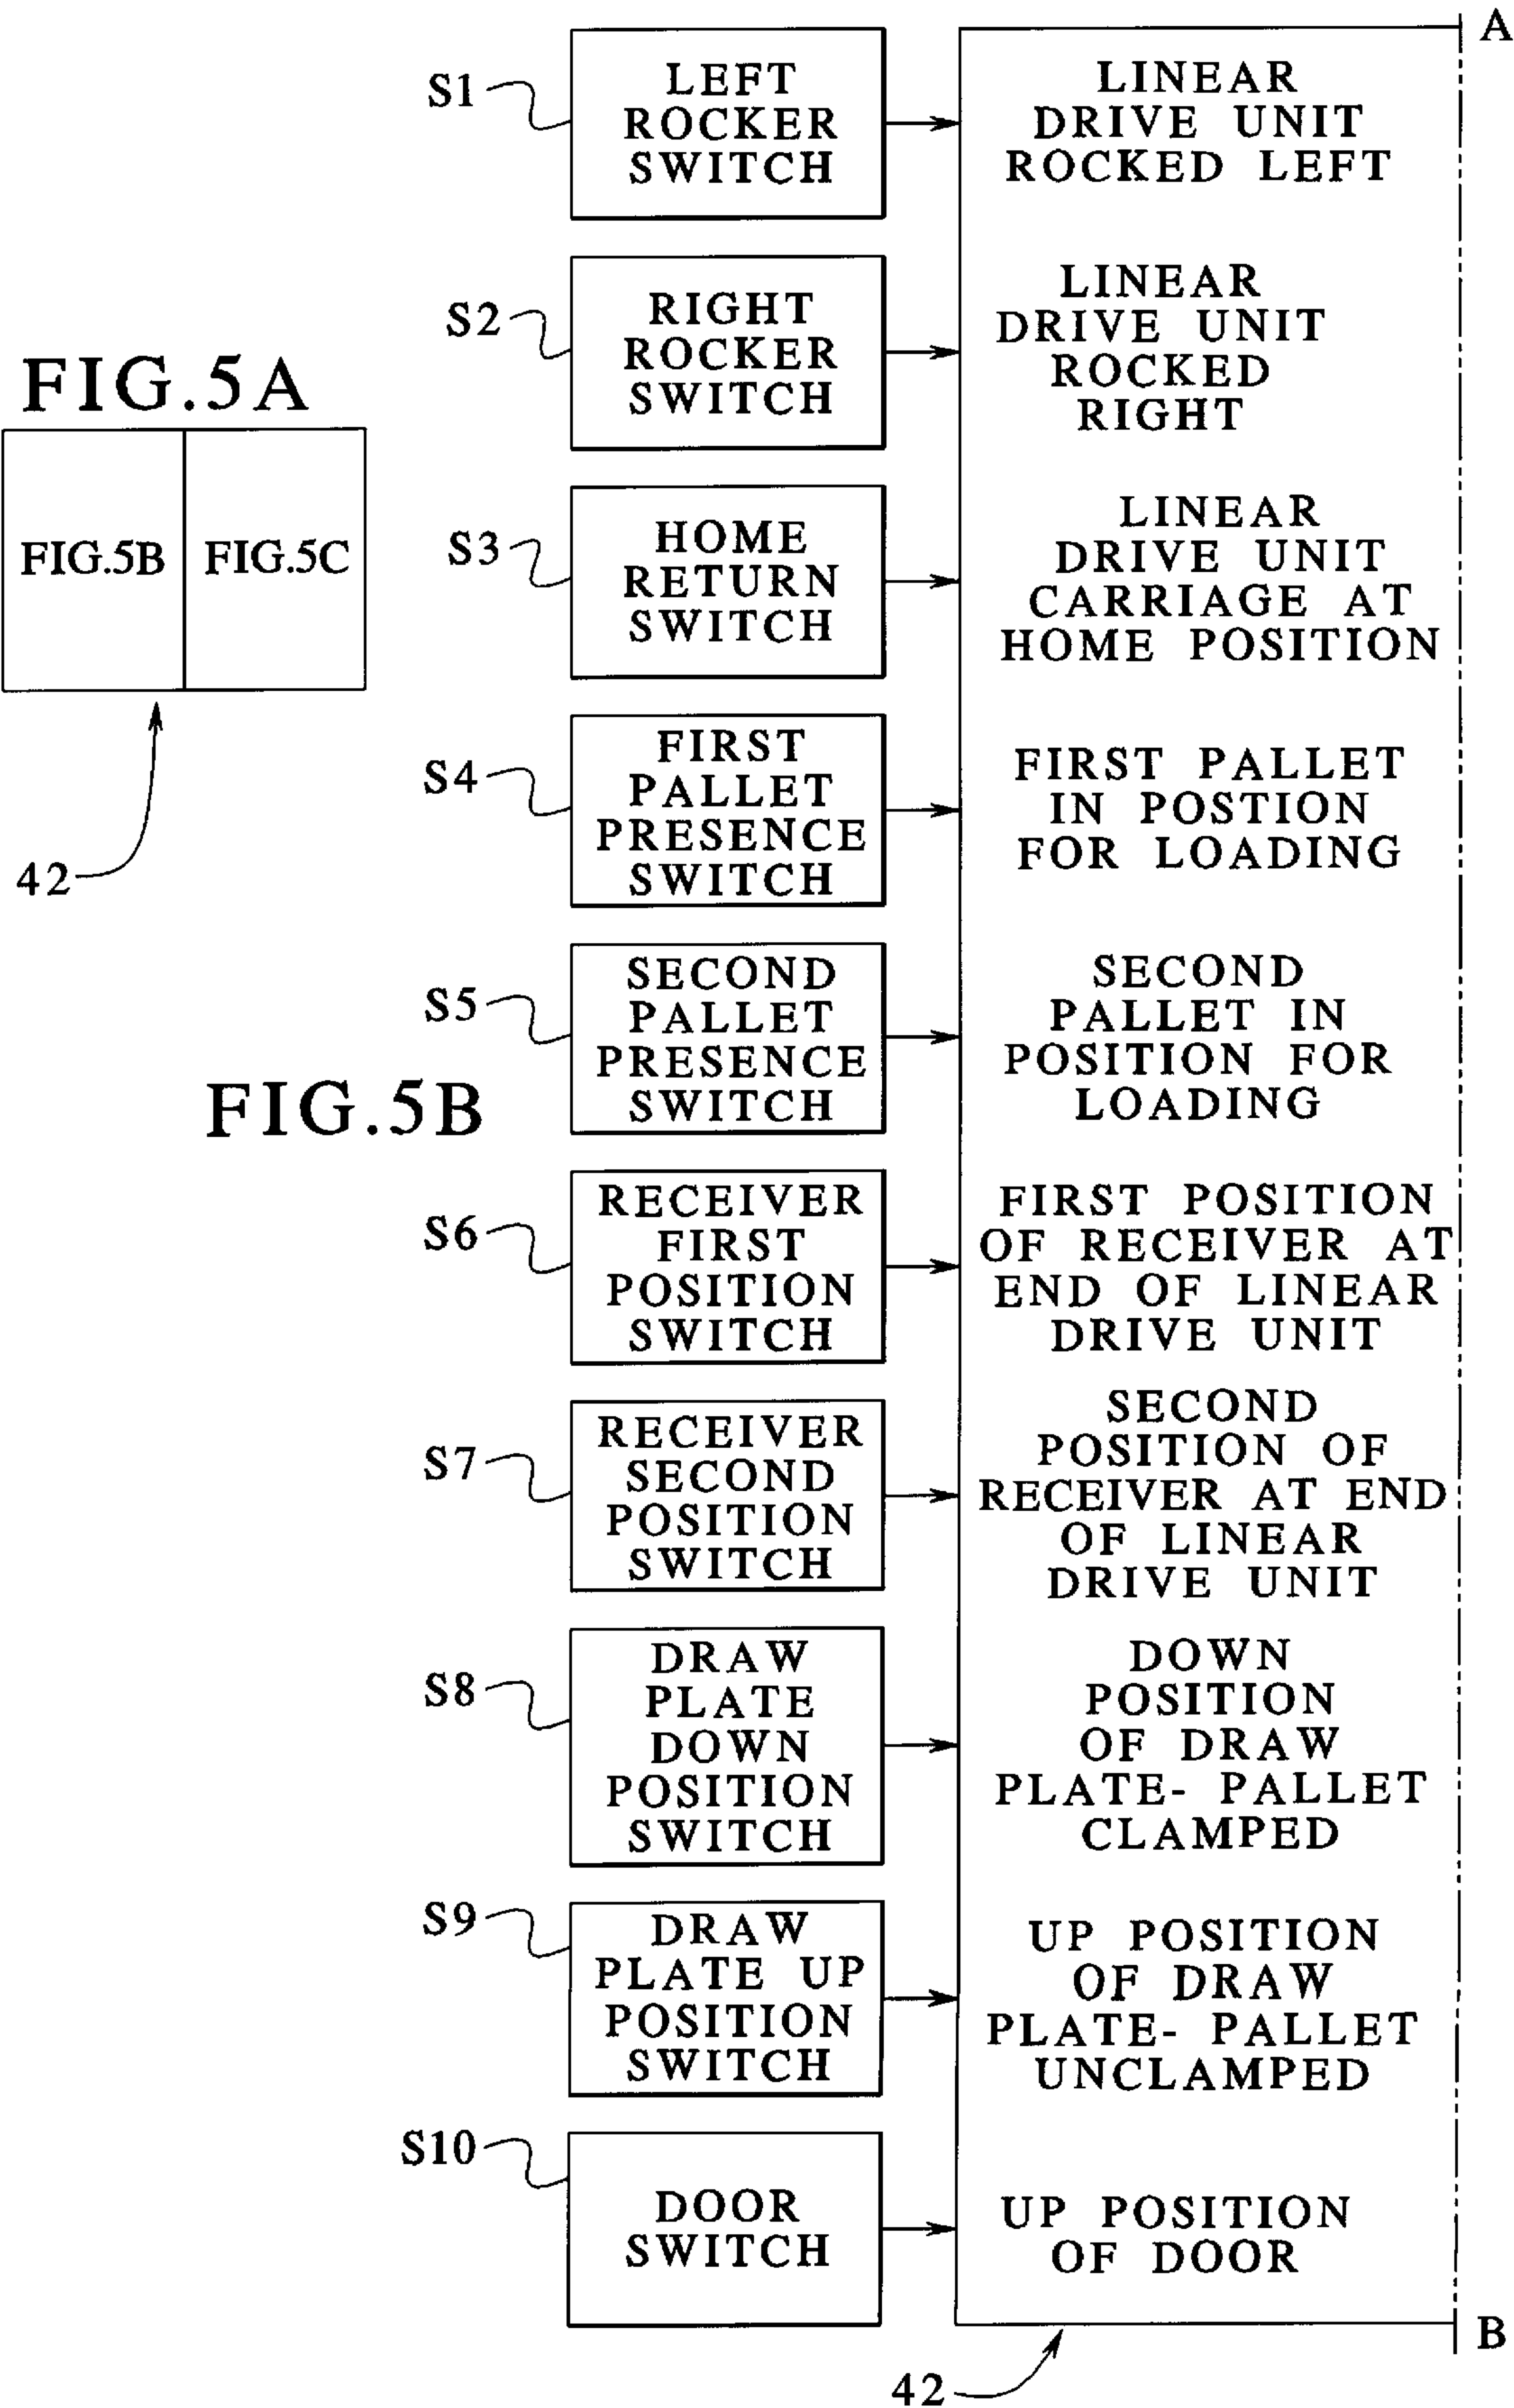 A
S1
LEFT
ROCKER
SWITCH
LINEAR
DRIVE UNIT
ROCKED LEFT
S2
RIGHT
ROCKER
SWITCH
LINEAR
DRIVE UNIT
ROCKED
RIGHT
FIG.5A
FIG.5B
FIG.5C
42
S3
HOME
RETURN
SWITCH
LINEAR
DRIVE UNIT
CARRIAGE AT
HOME POSITION
S4
FIRST
PALLET
PRESENCE
SWITCH
FIRST PALLET
IN POSTION
FOR LOADING
S5
SECOND
PALLET
PRESENCE
SWITCH
SECOND
PALLET IN
POSITION FOR
LOADING
FIG.5B
S6
RECEIVER
FIRST
POSITION
SWITCH
FIRST POSITION
OF RECEIVER AT
END OF LINEAR
DRIVE UNIT
S7
RECEIVER
SECOND
POSITION
SWITCH
SECOND
POSITION OF
RECEIVER AT END
OF LINEAR
DRIVE UNIT
S8
DRAW
PLATE
DOWN
POSITION
SWITCH
DOWN
POSITION
OF DRAW
PLATE- PALLET
CLAMPED
S9
DRAW
PLATE UP
POSITION
SWITCH
UP POSITION
OF DRAW
PLATE- PALLET
UNCLAMPED
S10
DOOR
SWITCH
UP POSITION
OF DOOR
B
42